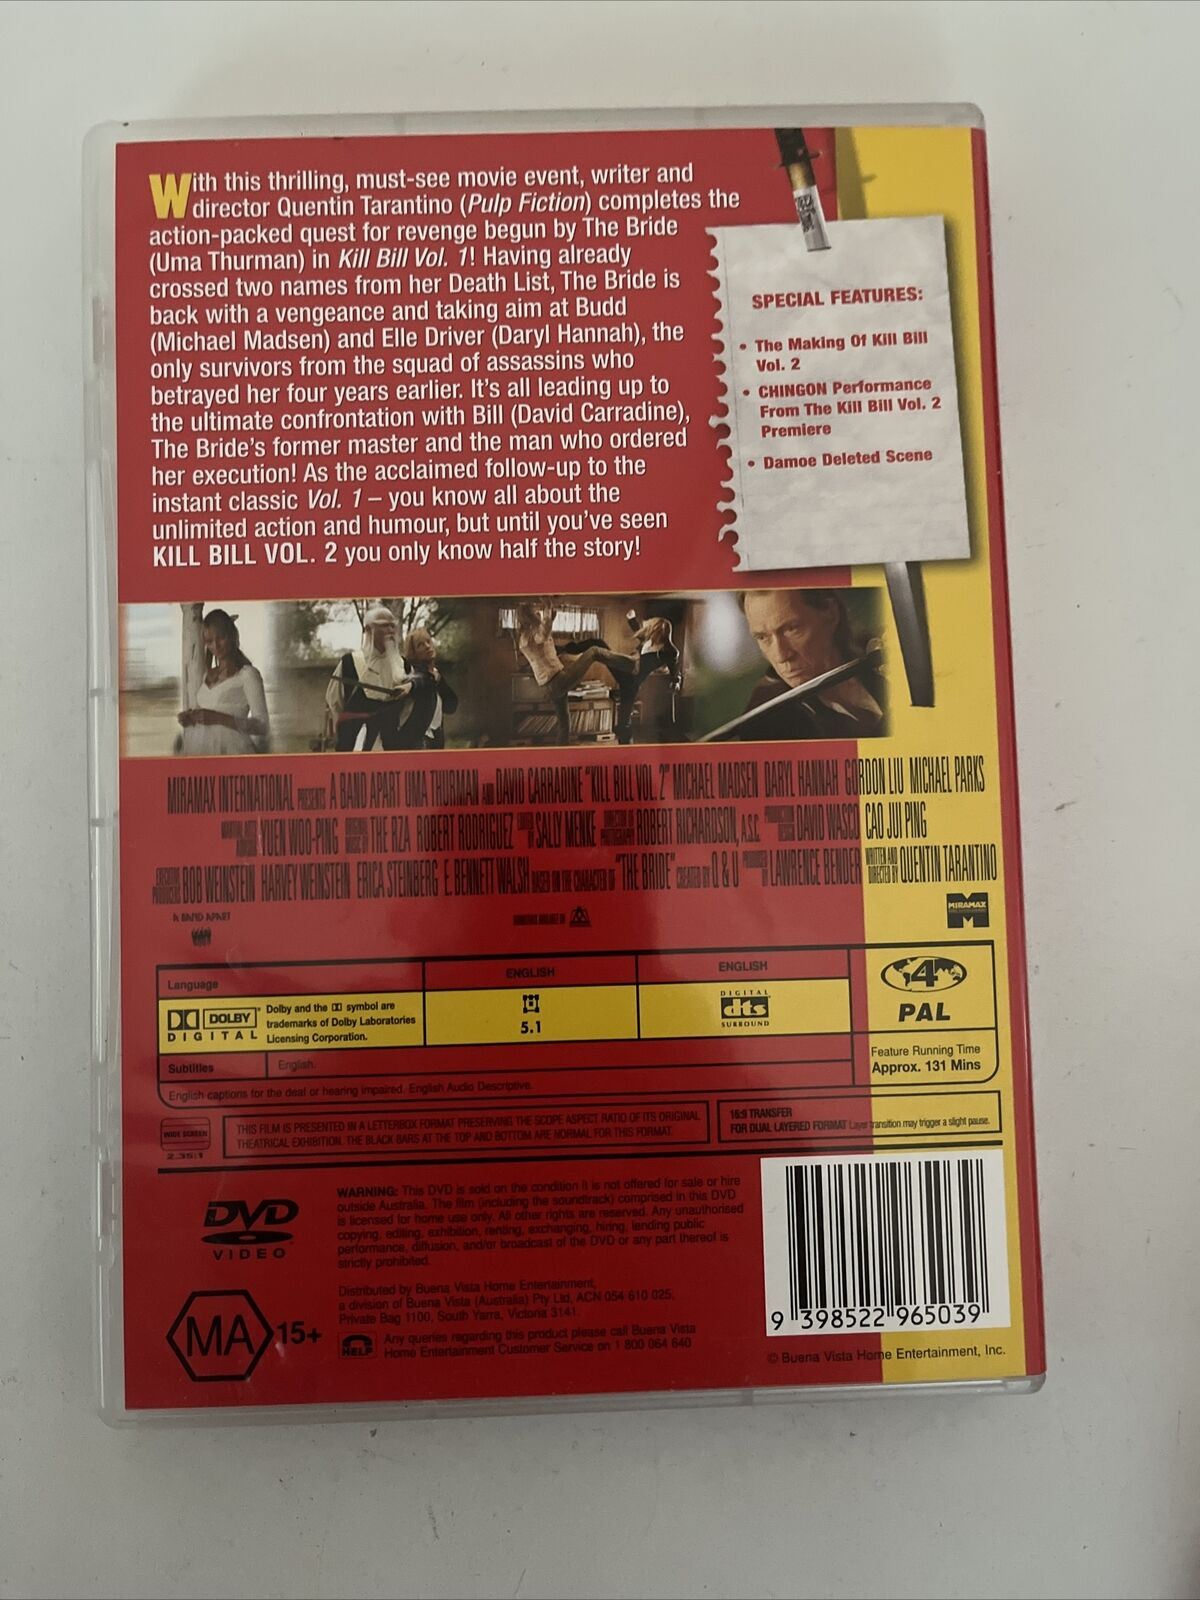 With this thrilling, must-see movie event, writer and
director Quentin Tarantino (Pulp Fiction) completes the
action-packed quest for revenge begun by The Bride
(Uma Thurman) in Kill Bill Vol. 1! Having already
crossed two names from her Death List, The Bride is
back with a vengeance and taking aim at Budd
(Michael Madsen) and Elle Driver (Daryl Hannah), the
only survivors from the squad of assassins who
betrayed her four years earlier. It's all leading up to
the ultimate confrontation with Bill (David Carradine),
The Bride's former master and the man who ordered
her execution! As the acclaimed follow-up to the
instant classic Vol. 1 – you know all about the
unlimited action and humour, but until you've seen
KILL BILL VOL. 2 you only know half the story!
SPECIAL FEATURES:
• The Making Of Kill Bill
Vol. 2
• CHINGON Performance
From The Kill Bill Vol. 2
Premiere
• Damoe Deleted Scene
MIRAMAX INTERNATIONAL PRESENTS A BAND APART UMA THURMAN AND DAVID CARRADINE "KILL BILL VOL. 2" MICHAEL MADSEN DARYL HANNAH GORDON LIU MICHAEL PARKS
YUEN WOO-PING THE RZA ROBERT RODRIGUEZ SALLY MENKE DIRECTOR OF PHOTOGRAPHY ROBERT RICHARDSON, A.S.C. PRODUCTION DESIGN DAVID WASCO CAO JUI PING
EXECUTIVE PRODUCERS BOB WEINSTEIN HARVEY WEINSTEIN ERICA STEINBERG E. BENNETT WALSH BASED ON THE CHARACTER OF "THE BRIDE" CREATED BY Q & U PRODUCED BY LAWRENCE BENDER WRITTEN AND DIRECTED BY QUENTIN TARANTINO
A BAND APART
MIRAMAX
Language
ENGLISH
ENGLISH
DOLBY
DIGITAL
Dolby and the symbol are
trademarks of Dolby Laboratories
Licensing Corporation.
5.1
DIGITAL
dts
SURROUND
4
PAL
Subtitles
English.
Feature Running Time
Approx. 131 Mins
English captions for the deaf or hearing impaired. English Audio Descriptive.
WIDE SCREEN
2.35:1
THIS FILM IS PRESENTED IN A LETTERBOX FORMAT PRESERVING THE SCOPE ASPECT RATIO OF ITS ORIGINAL
THEATRICAL EXHIBITION. THE BLACK BARS AT THE TOP AND BOTTOM ARE NORMAL FOR THIS FORMAT.
16:9 TRANSFER
FOR DUAL LAYERED FORMAT Layer transition may trigger a slight pause.
DVD
VIDEO
WARNING: This DVD is sold on the condition it is not offered for sale or hire
outside Australia. The film (including the soundtrack) comprised in this DVD
is licensed for home use only. All other rights are reserved. Any unauthorised
copying, editing, exhibition, renting, exchanging, hiring, lending public
performance, diffusion, and/or broadcast of the DVD or any part thereof is
strictly prohibited.
Distributed by Buena Vista Home Entertainment,
a division of Buena Vista (Australia) Pty Ltd, ACN 054 610 025.
Private Bag 1100, South Yarra, Victoria 3141.
HELP
Any queries regarding this product please call Buena Vista
Home Entertainment Customer Service on 1 800 064 640
MA 15+
9 398522 965039
© Buena Vista Home Entertainment, Inc.